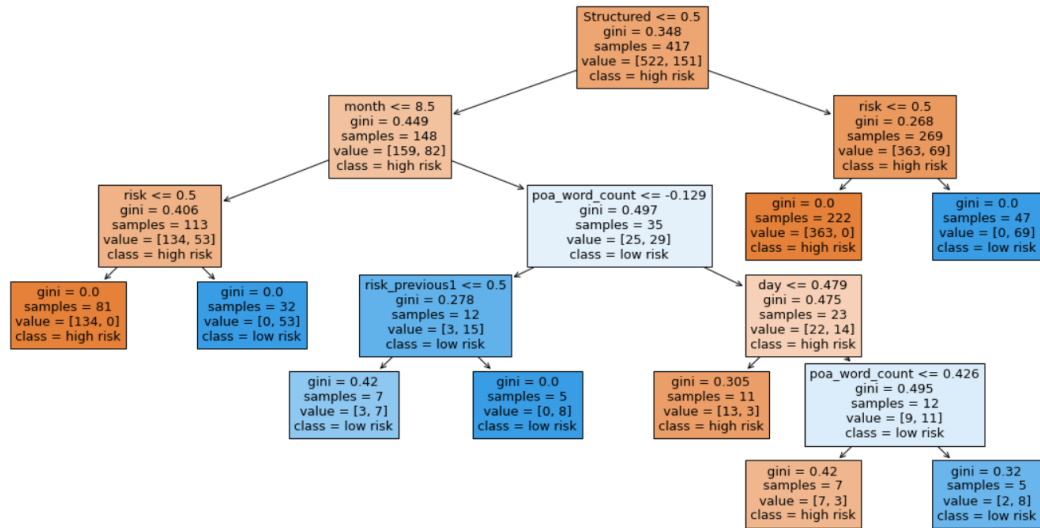 Structured <= 0.5
gini = 0.348
samples = 417
value = [522, 151]
class = high risk
month <= 8.5
gini = 0.449
samples = 148
value = [159, 82]
class = high risk
risk <= 0.5
gini = 0.268
samples = 269
value = [363, 69]
class = high risk
risk <= 0.5
gini = 0.406
samples = 113
value = [134, 53]
class = high risk
poa_word_count <= -0.129
gini = 0.497
samples = 35
value = [25, 29]
class = low risk
gini = 0.0
samples = 222
value = [363, 0]
class = high risk
gini = 0.0
samples = 47
value = [0, 69]
class = low risk
gini = 0.0
samples = 81
value = [134, 0]
class = high risk
gini = 0.0
samples = 32
value = [0, 53]
class = low risk
risk_previous1 <= 0.5
gini = 0.278
samples = 12
value = [3, 15]
class = low risk
day <= 0.479
gini = 0.475
samples = 23
value = [22, 14]
class = high risk
gini = 0.42
samples = 7
value = [3, 7]
class = low risk
gini = 0.0
samples = 5
value = [0, 8]
class = low risk
gini = 0.305
samples = 11
value = [13, 3]
class = high risk
poa_word_count <= 0.426
gini = 0.495
samples = 12
value = [9, 11]
class = low risk
gini = 0.42
samples = 7
value = [7, 3]
class = high risk
gini = 0.32
samples = 5
value = [2, 8]
class = low risk